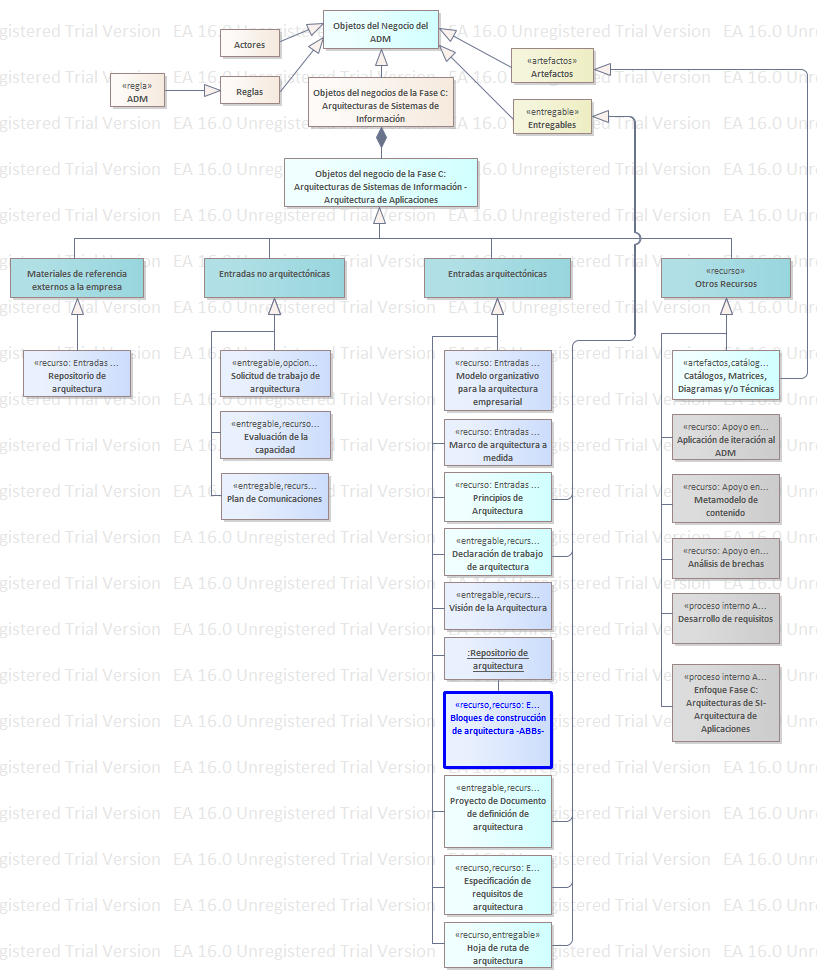 Objetos del Negocio del
ADM
Actores
«regla»
ADM
Reglas
Objetos del negocios de la Fase C:
Arquitecturas de Sistemas de
Información
«artefactos»
Artefactos
«entregable»
Entregables
Objetos del negocio de la Fase C:
Arquitecturas de Sistemas de Información -
Arquitectura de Aplicaciones
Materiales de referencia
externos a la empresa
Entradas no arquitectónicas
Entradas arquitectónicas
«recurso»
Otros Recursos
«recurso: Entradas ...
Repositorio de
arquitectura
«entregable,opcion...
Solicitud de trabajo de
arquitectura
«entregable,recurso...
Evaluación de la
capacidad
«entregable,recurs...
Plan de Comunicaciones
«recurso: Entradas ...
Modelo organizativo
para la arquitectura
empresarial
«recurso: Entradas ...
Marco de arquitectura a
medida
«recurso: Entradas ...
Principios de
Arquitectura
«entregable,recurs...
Declaración de trabajo
de arquitectura
«entregable,recurs...
Visión de la Arquitectura
:Repositorio de
arquitectura
«recurso,recurso: E...
Bloques de construcción
de arquitectura -ABBs-
«entregable,recurs...
Proyecto de Documento
de definición de
arquitectura
«recurso,recurso: E...
Especificación de
requisitos de
arquitectura
«recurso,entregable»
Hoja de ruta de
arquitectura
«artefactos,catálog...
Catálogos, Matrices,
Diagramas y/o Técnicas
«recurso: Apoyo en...
Aplicación de iteración al
ADM
«recurso: Apoyo en...
Metamodelo de
contenido
«recurso: Apoyo en...
Análisis de brechas
«proceso interno A...
Desarrollo de requisitos
«proceso interno A...
Enfoque Fase C:
Arquitecturas de SI-
Arquitectura de
Aplicaciones
EA 16.0 Unregistered Trial Version